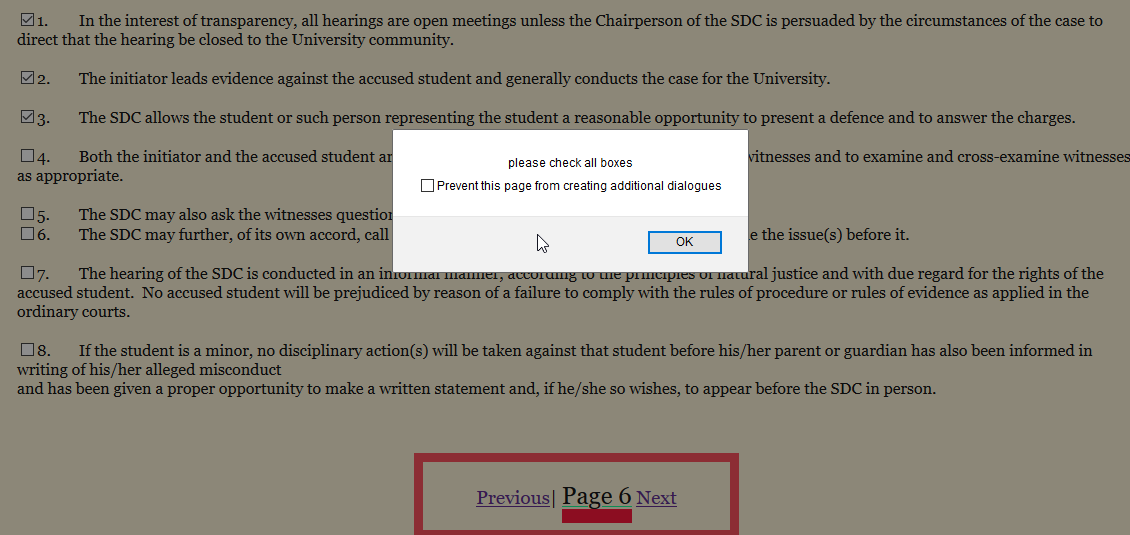 1. In the interest of transparency, all hearings are open meetings unless the Chairperson of the SDC is persuaded by the circumstances of the case to
direct that the hearing be closed to the University community.
2. The initiator leads evidence against the accused student and generally conducts the case for the University.
3. The SDC allows the student or such person representing the student a reasonable opportunity to present a defence and to answer the charges.
4. Both the initiator and the accused student witnesses and to examine and cross-examine witnesses
as appropriate.
5. The SDC may also ask the witnesses
6. The SDC may further, of its own accord, call the issue(s) before it.
7. The hearing of the SDC is conducted in an informal manner, according to the principles of natural justice and with due regard for the rights of the
accused student. No accused student will be prejudiced by reason of a failure to comply with the rules of procedure or rules of evidence as applied in the
ordinary courts.
8. If the student is a minor, no disciplinary action(s) will be taken against that student before his/her parent or guardian has also been informed in
writing of his/her alleged misconduct
and has been given a proper opportunity to make a written statement and, if he/she so wishes, to appear before the SDC in person.
please check all boxes
Prevent this page from creating additional dialogues
OK
Previous| Page 6 Next